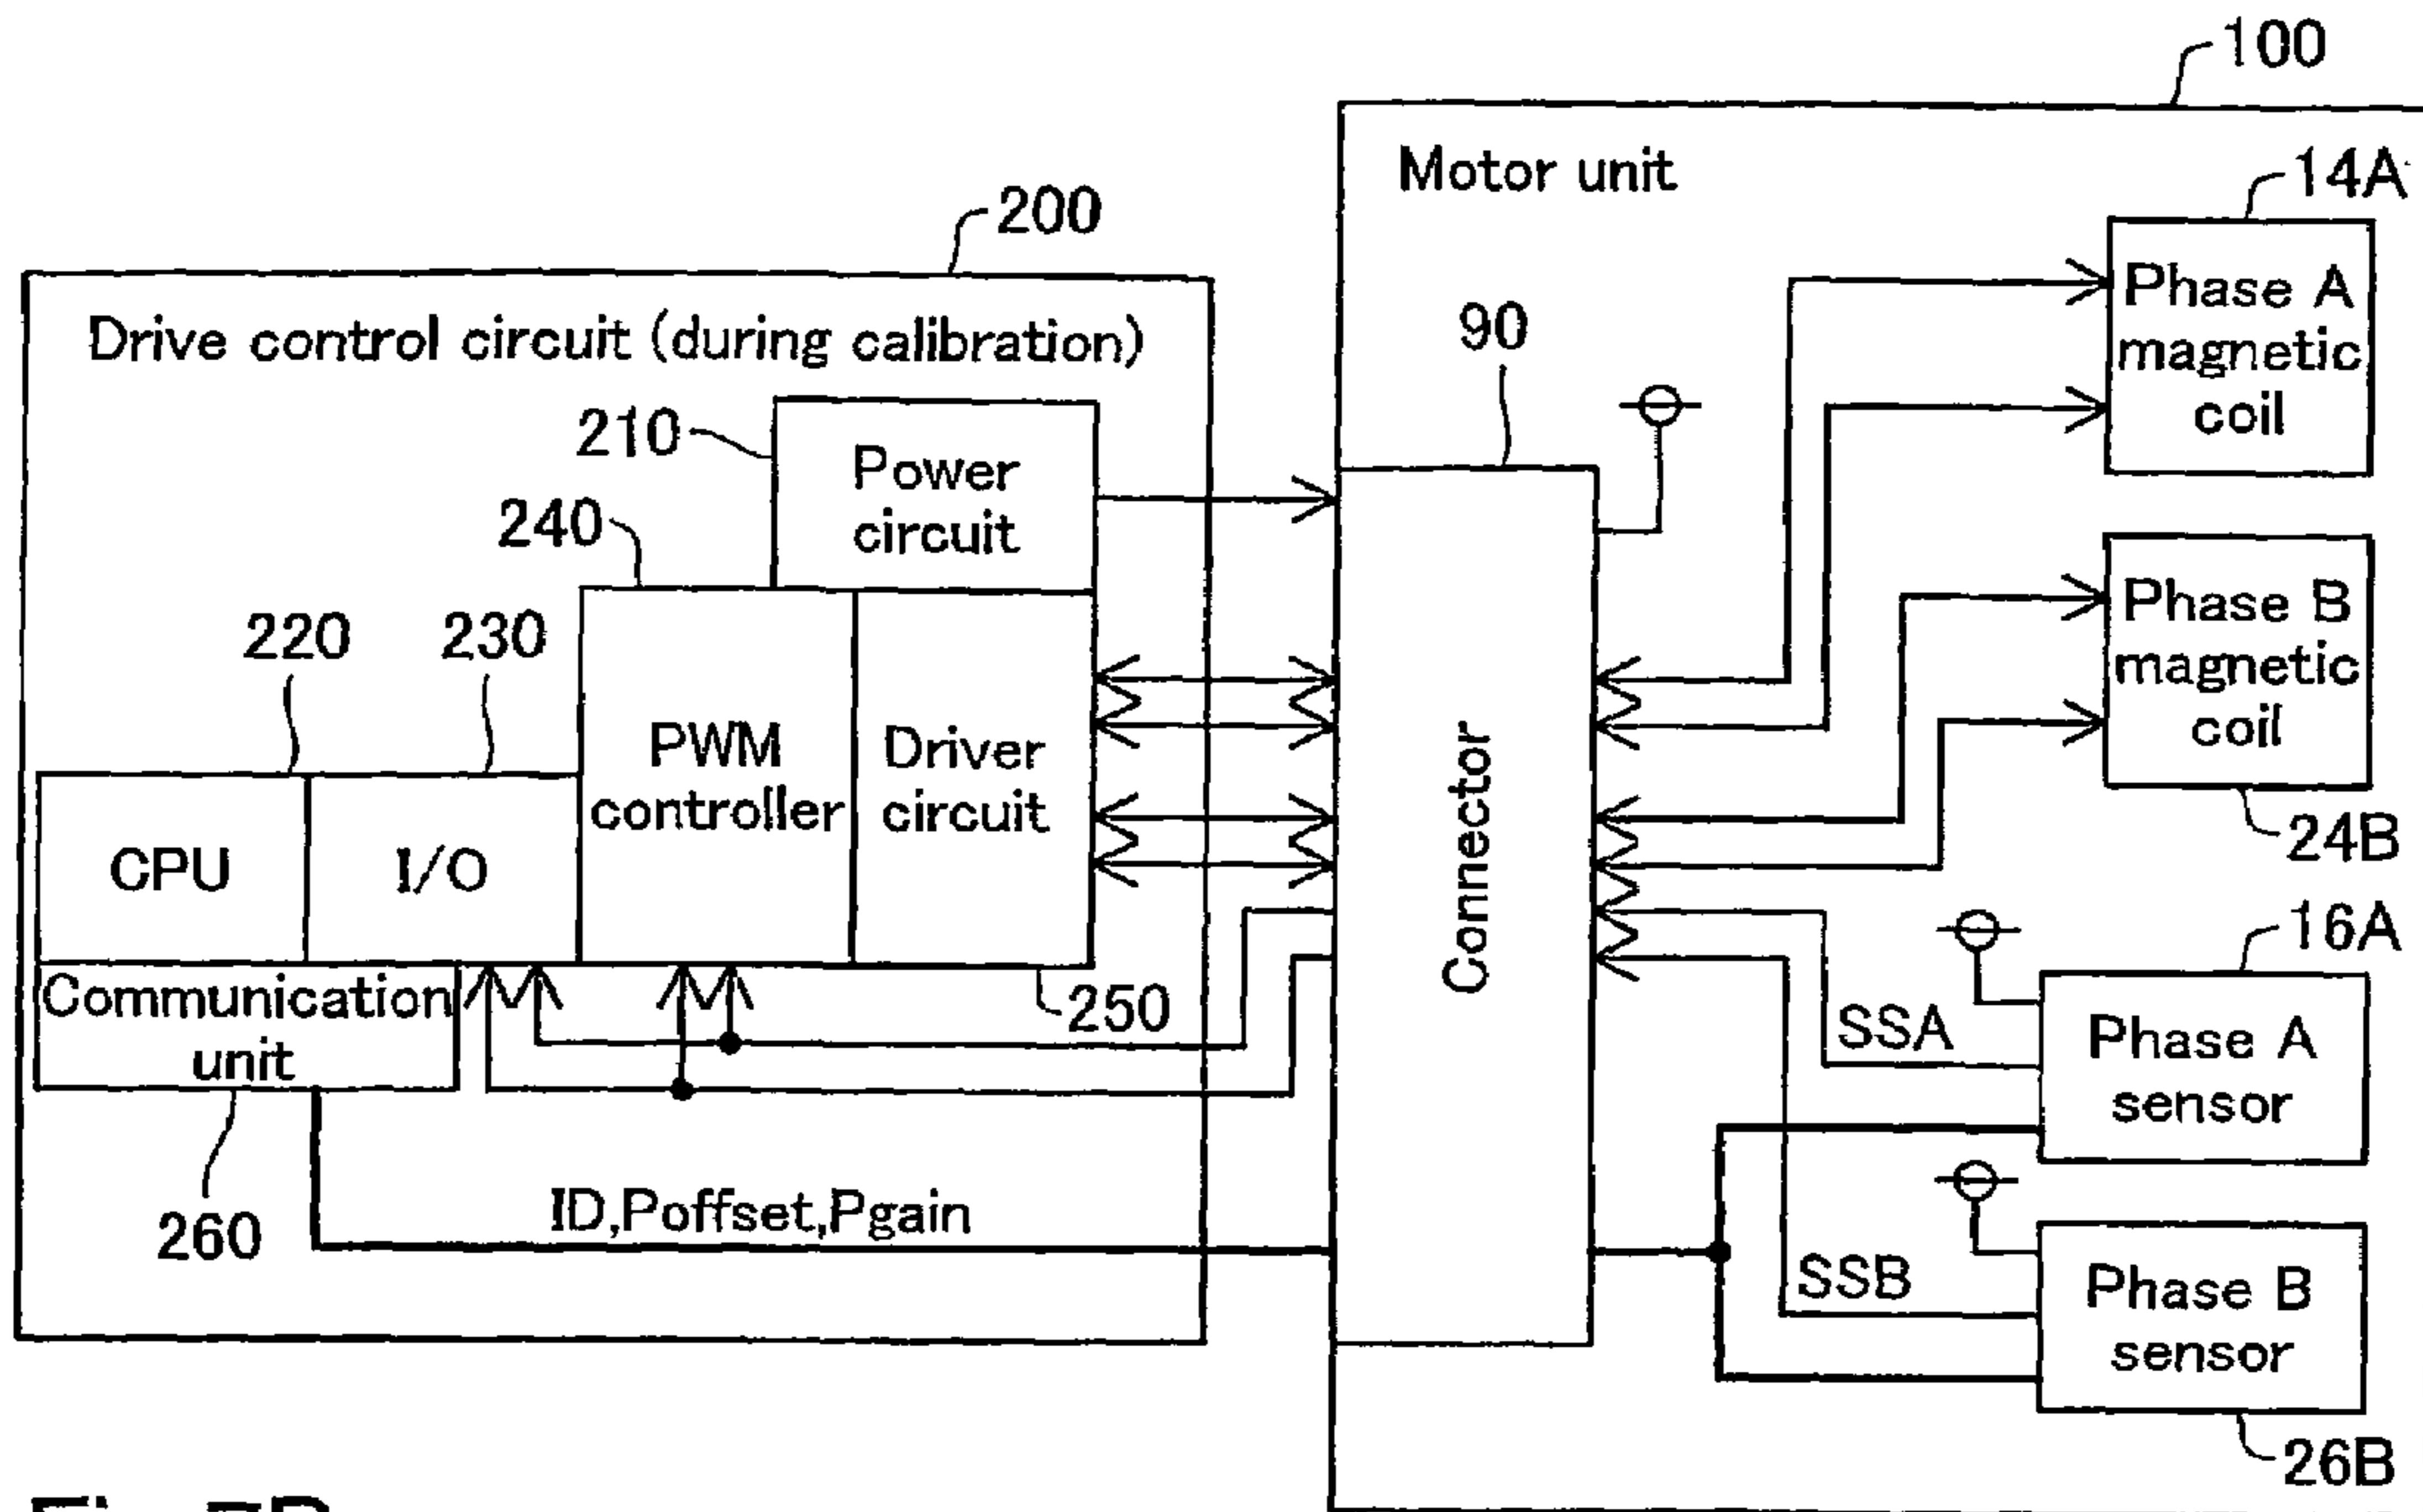 100
Motor unit
14A
Phase A
magnetic
coil
200
Drive control circuit (during calibration)
90
210
Power
circuit
240
Phase B
magnetic
coil
24B
220
230
PWM
controller
Driver
circuit
Connector
CPU
I/O
16A
Communication
unit
250
SSA
Phase A
sensor
260
ID,Poffset,Pgain
SSB
Phase B
sensor
26B